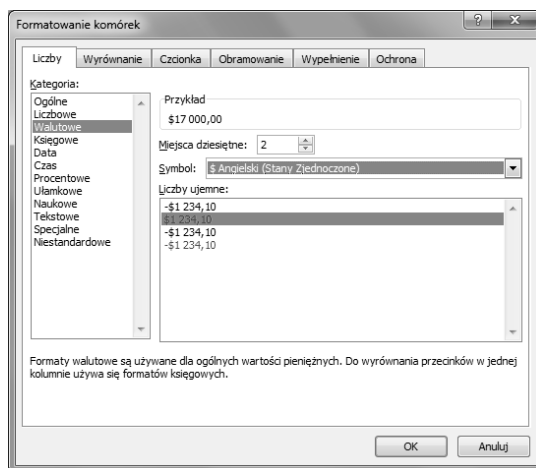 Formatowanie komórek
Liczby Wyrównanie Czcionka Obramowanie Wypełnienie Ochrona
Kategoria:
Ogólne
Liczbowe
Walutowe
Księgowe
Data
Czas
Procentowe
Ułamkowe
Naukowe
Tekstowe
Specjalne
Niestandardowe
Przykład
$17 000,00
Miejsca dziesiętne: 2
Symbol: $ Angielski (Stany Zjednoczone)
Liczby ujemne:
-$1 234,10
$1 234,10
-$1 234,10
-$1 234,10
Formaty walutowe są używane dla ogólnych wartości pieniężnych. Do wyrównania przecinków w jednej
kolumnie używa się formatów księgowych.
OK Anuluj